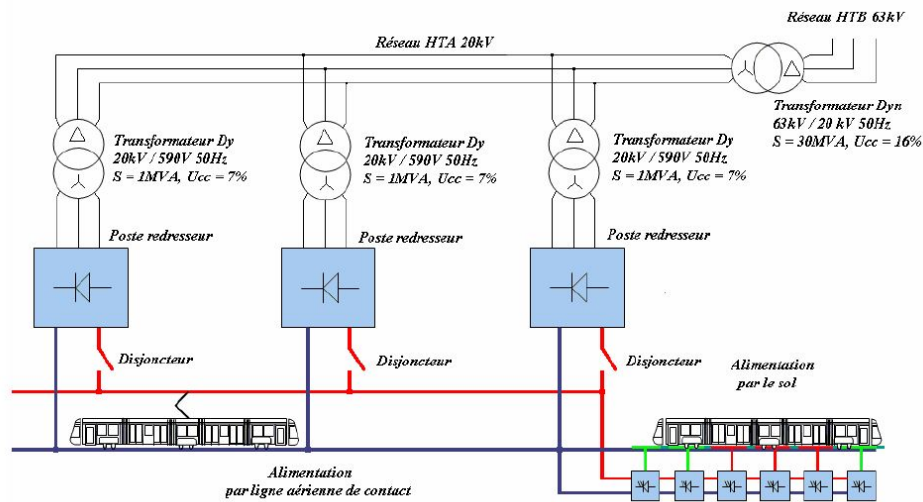 Réseau HTB 63kV
Réseau HTA 20kV
Transformateur Dy
20kV / 590V 50Hz
S = 1MVA, Ucc = 7%
Transformateur Dy
20kV / 590V 50Hz
S = 1MVA, Ucc = 7%
Transformateur Dy
20kV / 590V 50Hz
S = 1MVA, Ucc = 7%
Transformateur Dyn
63kV / 20 kV 50Hz
S = 30MVA, Ucc = 16%
Poste redresseur
Poste redresseur
Poste redresseur
Disjoncteur
Disjoncteur
Disjoncteur
Alimentation
par le sol
Alimentation
par ligne aérienne de contact